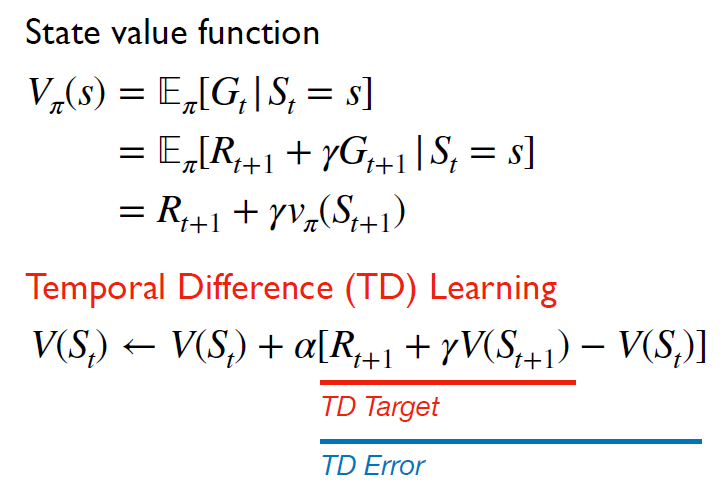 State value function
V_π(s) = 𝔼_π[G_t | S_t = s]
= 𝔼_π[R_{t+1} + γG_{t+1} | S_t = s]
= R_{t+1} + γv_π(S_{t+1})
Temporal Difference (TD) Learning
V(S_t) ← V(S_t) + α[R_{t+1} + γV(S_{t+1}) − V(S_t)]
TD Target
TD Error